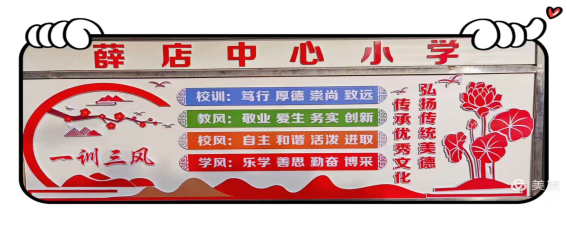 薛店中心小学
一训三风
校训：笃行 厚德 崇尚 致远
教风：敬业 爱生 务实 创新
校风：自主 和谐 活泼 进取
学风：乐学 善思 勤奋 博采
弘扬传统美德
传承优秀文化